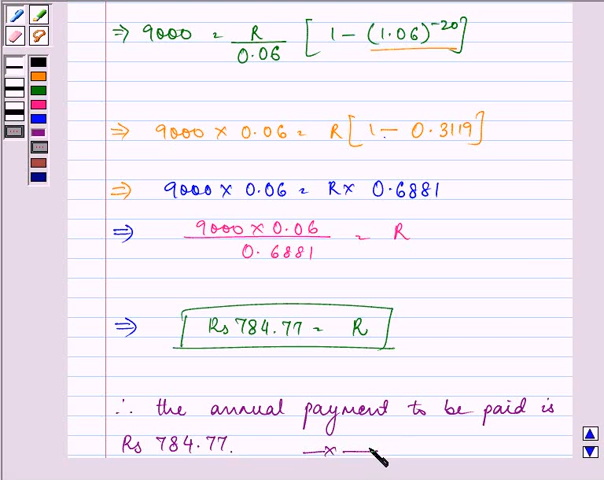 ⇒ 9000 = R/0.06 [1 - (1.06)^-20]
⇒ 9000 × 0.06 = R[1 - 0.3119]
⇒ 9000 × 0.06 = R × 0.6881
⇒ 9000 × 0.06/0.6881 = R
⇒ Rs 784.77 = R
∴ the annual payment to be paid is
Rs 784.77. —x—